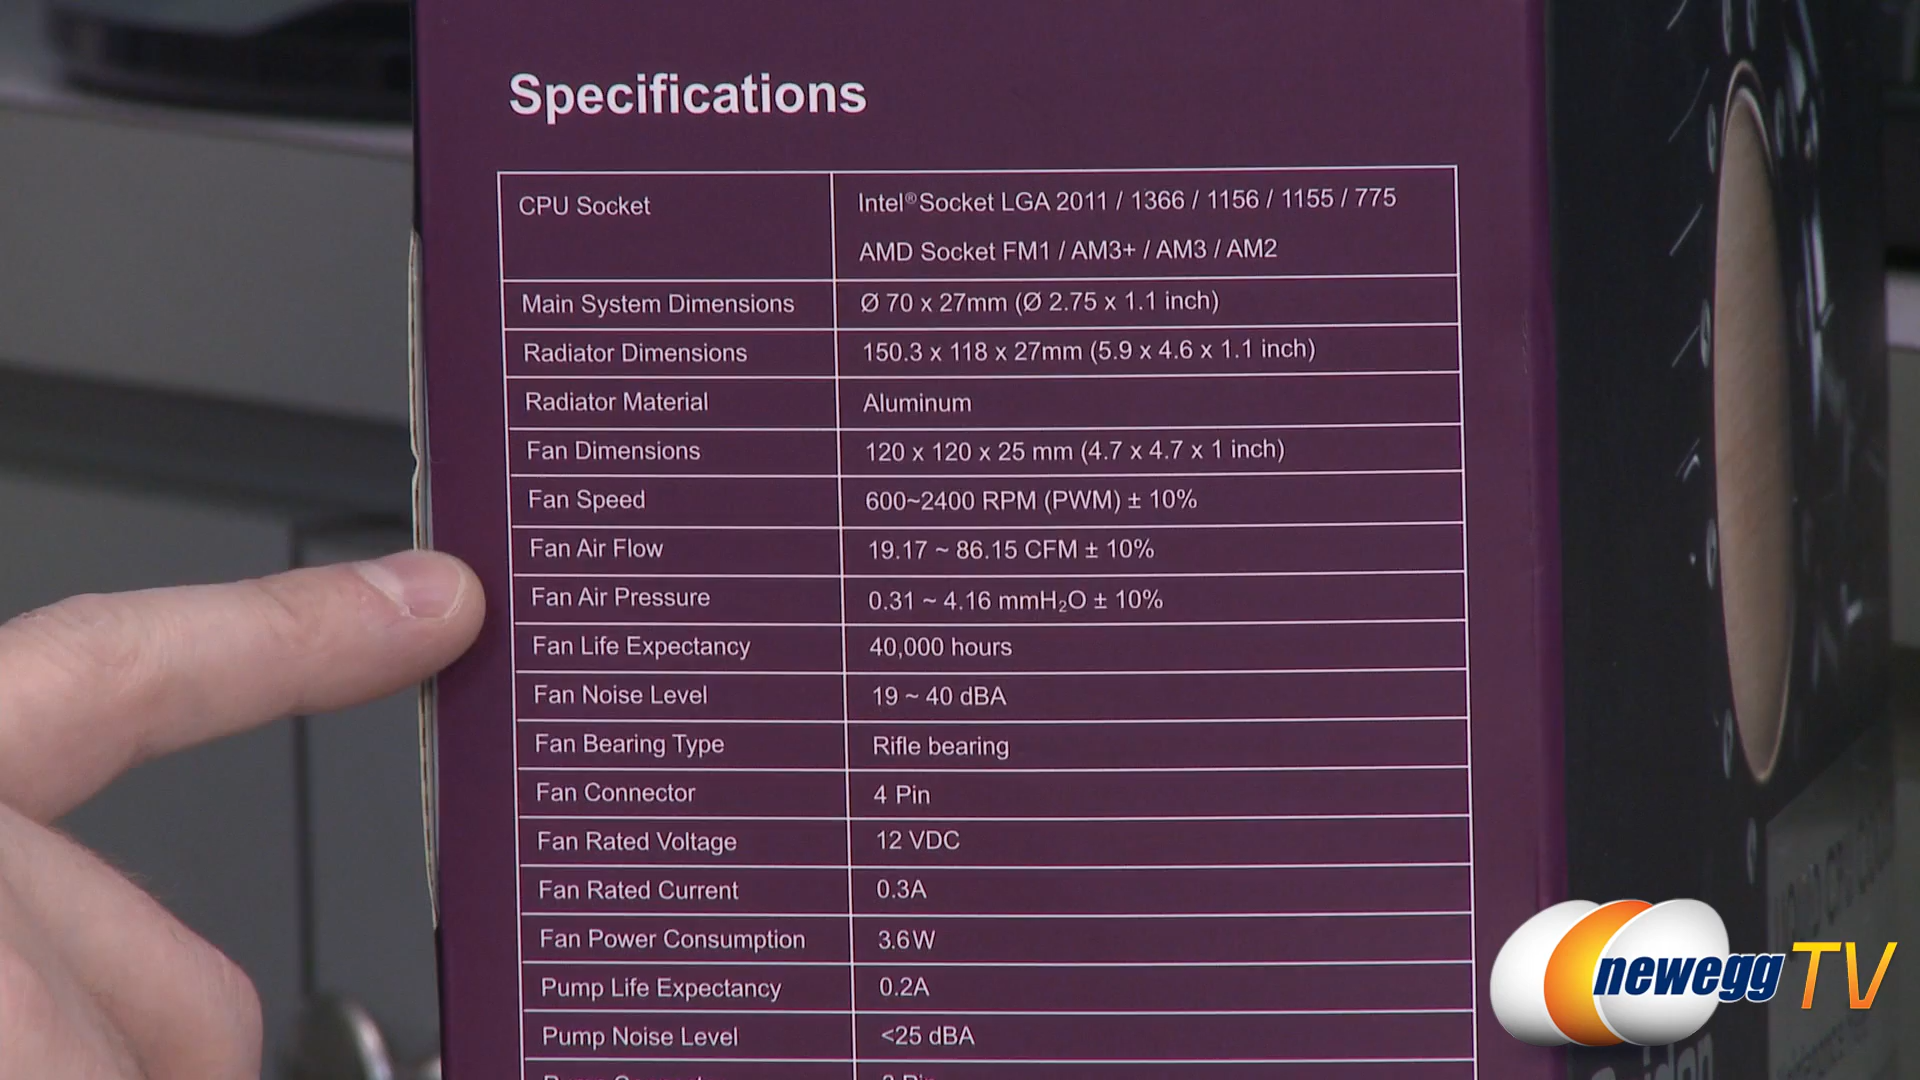 Specifications
CPU Socket Intel® Socket LGA 2011 / 1366 / 1156 / 1155 / 775
AMD Socket FM1 / AM3+ / AM3 / AM2
Main System Dimensions Ø 70 x 27mm (Ø 2.75 x 1.1 inch)
Radiator Dimensions 150.3 x 118 x 27mm (5.9 x 4.6 x 1.1 inch)
Radiator Material Aluminum
Fan Dimensions 120 x 120 x 25 mm (4.7 x 4.7 x 1 inch)
Fan Speed 600~2400 RPM (PWM) ± 10%
Fan Air Flow 19.17 ~ 86.15 CFM ± 10%
Fan Air Pressure 0.31 ~ 4.16 mmH₂O ± 10%
Fan Life Expectancy 40,000 hours
Fan Noise Level 19 ~ 40 dBA
Fan Bearing Type Rifle bearing
Fan Connector 4 Pin
Fan Rated Voltage 12 VDC
Fan Rated Current 0.3A
Fan Power Consumption 3.6W
Pump Life Expectancy 0.2A
Pump Noise Level <25 dBA
newegg TV